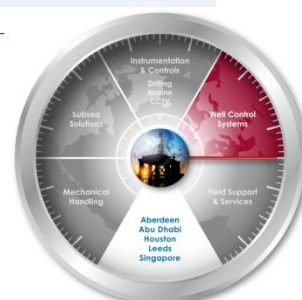 Instrumentation
& Controls
Drilling
Marine
CCTV
Well Control
Systems
Field Support
& Services
Aberdeen
Abu Dhabi
Houston
Leeds
Singapore
Mechanical
Handling
Subsea
Solutions